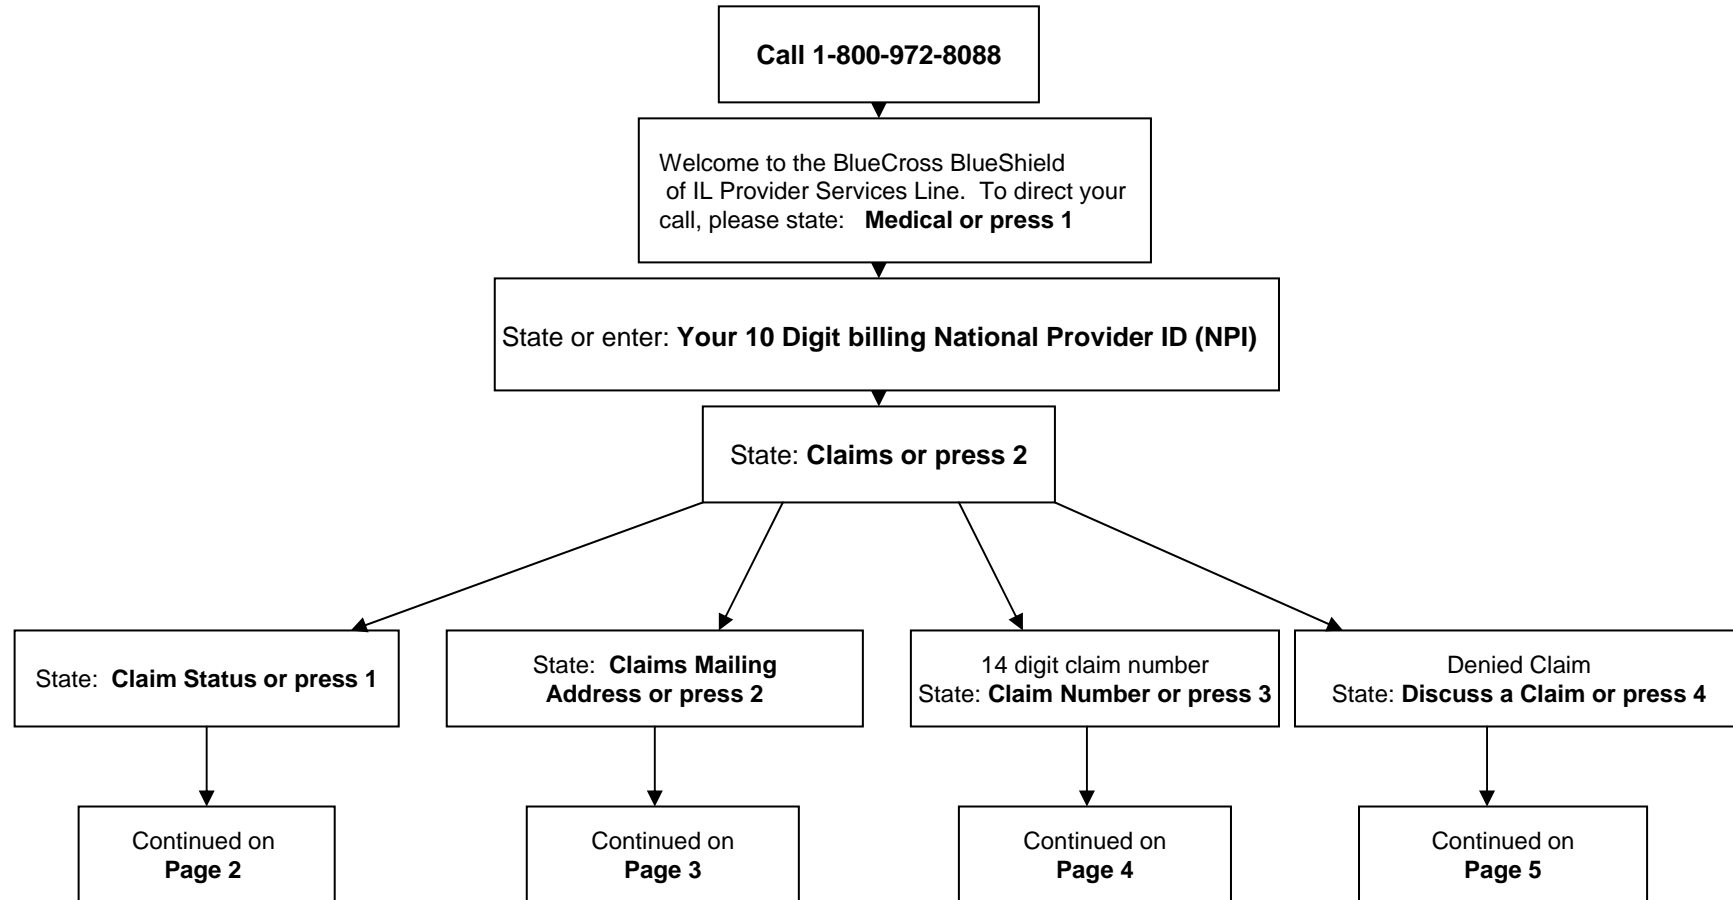 Call 1-800-972-8088
Welcome to the BlueCross BlueShield
of IL Provider Services Line. To direct your
call, please state: Medical or press 1
State or enter: Your 10 Digit billing National Provider ID (NPI)
State: Claims or press 2
State: Claim Status or press 1
State: Claims Mailing
Address or press 2
14 digit claim number
State: Claim Number or press 3
Denied Claim
State: Discuss a Claim or press 4
Continued on
Page 2
Continued on
Page 3
Continued on
Page 4
Continued on
Page 5